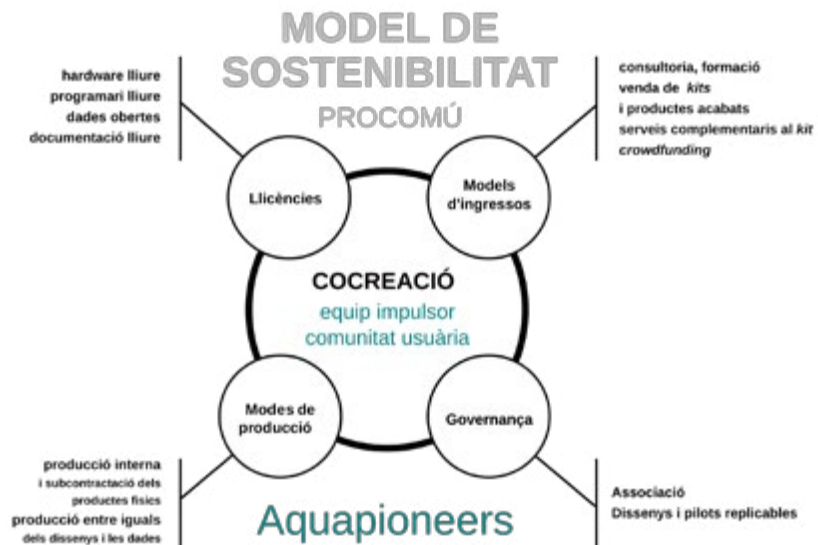 MODEL DE
SOSTENIBILITAT
PROCOMÚ
hardware lliure
programari lliure
dades obertes
documentació lliure
consultoria, formació
venda de kits
i productes acabats
serveis complementaris al kit
crowdfunding
Llicències
Models
d'ingressos
COCREACIÓ
equip impulsor
comunitat usuària
Modes de
producció
Governança
producció interna
i subcontractació dels
productes físics
producció entre iguals
dels dissenys i les dades
Associació
Dissenys i pilots replicables
Aquapioneers